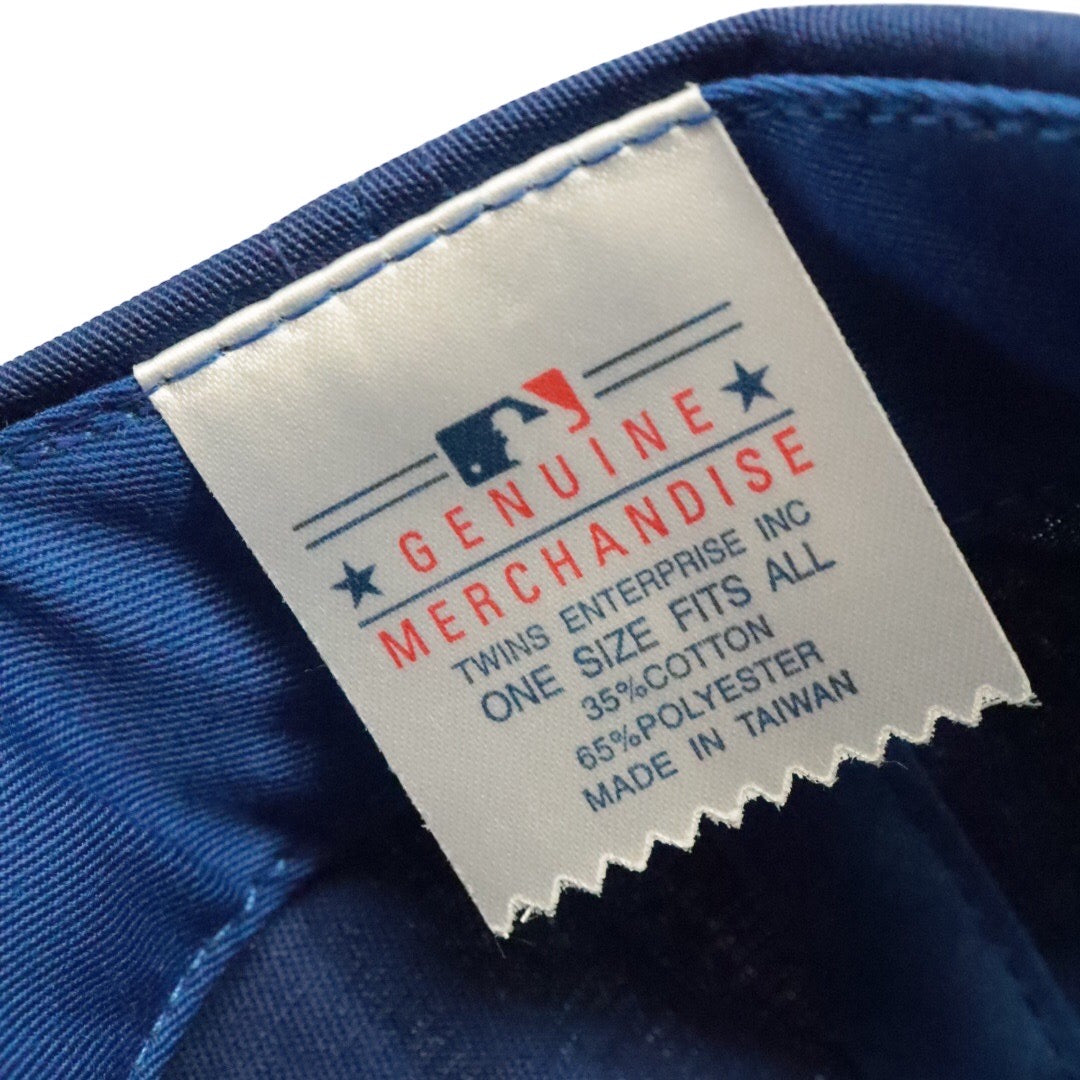 GENUINE
MERCHANDISE
TWINS ENTERPRISE INC
ONE SIZE FITS ALL
35%COTTON
65%POLYESTER
MADE IN TAIWAN